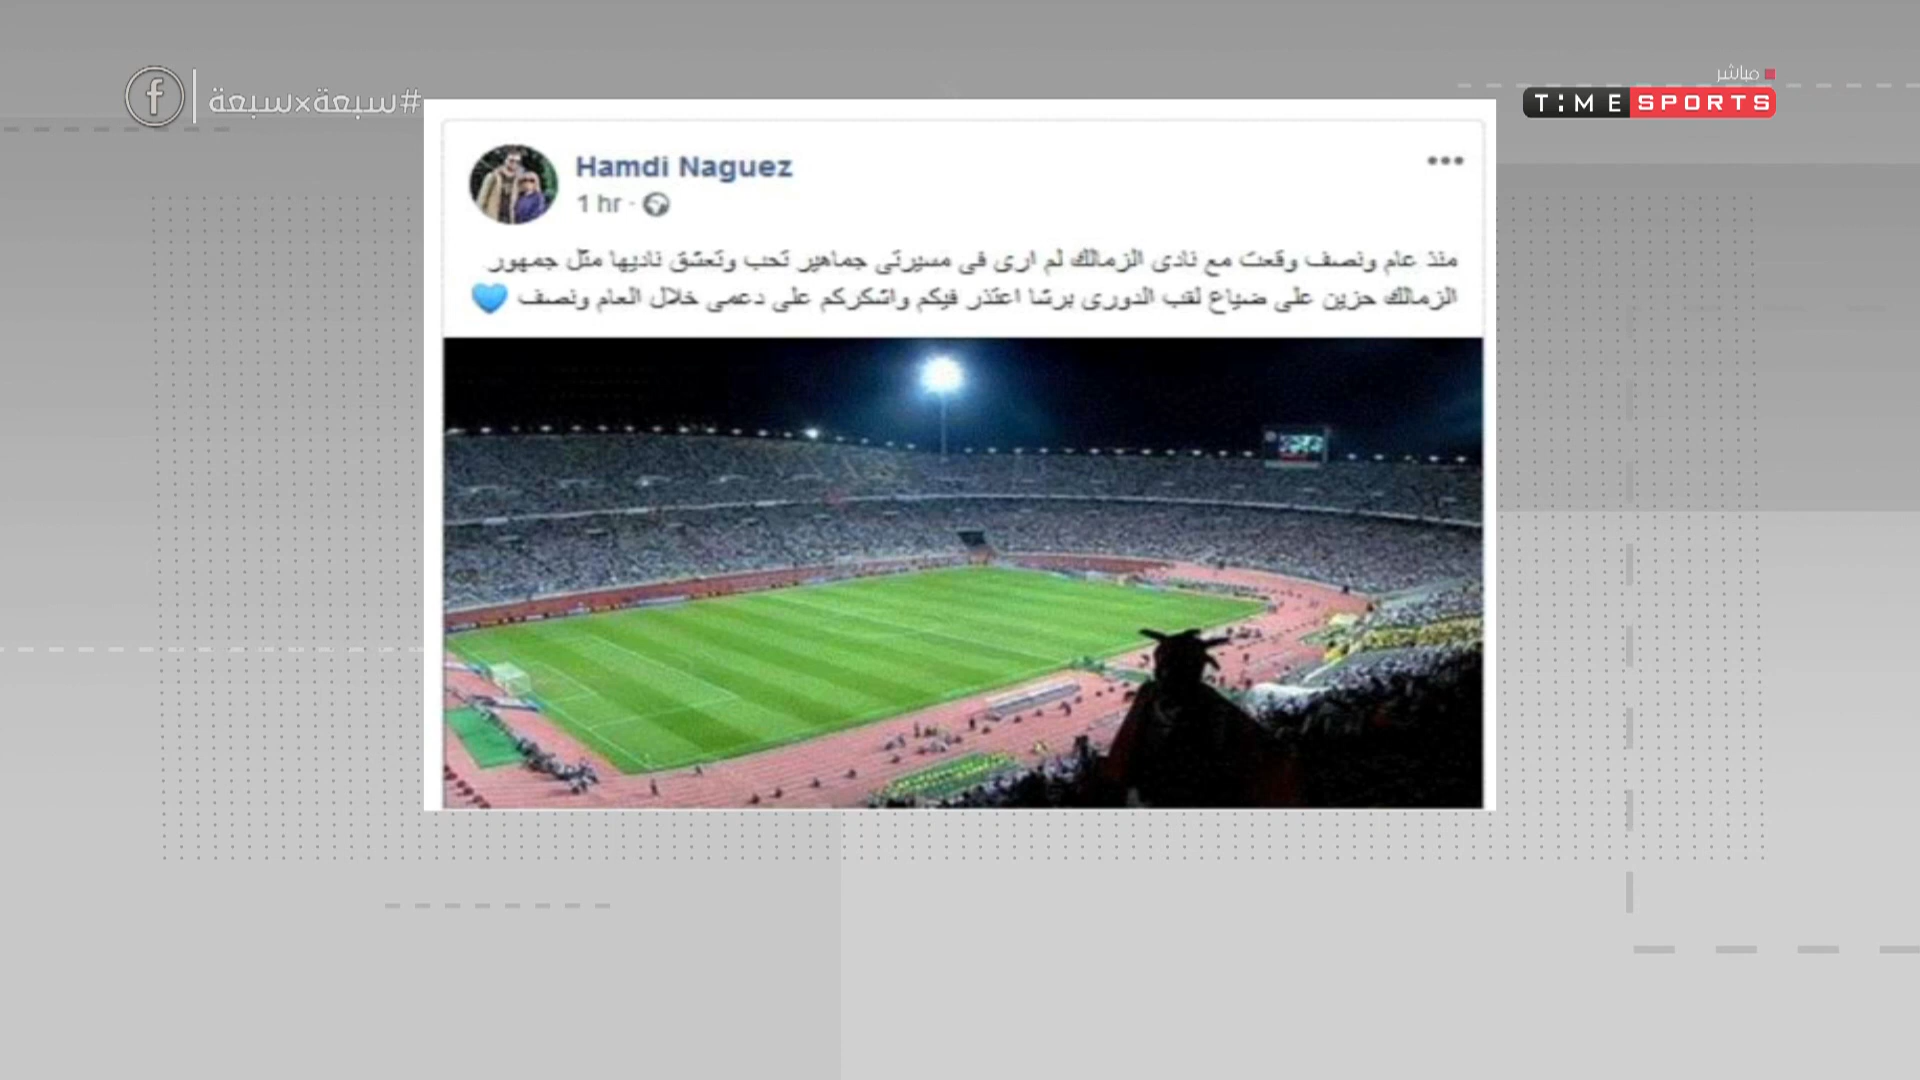 #سبعة×سبعة
مباشر
TIME SPORTS
Hamdi Naguez
1 hr
منذ عام ونصف وقعت مع نادى الزمالك لم ارى فى مسيرتى جماهير تحب وتعشق ناديها مثل جمهور
الزمالك حزين على ضياع لقب الدورى برشا اعتذر فيكم واشكركم على دعمى خلال العام ونصف 💙